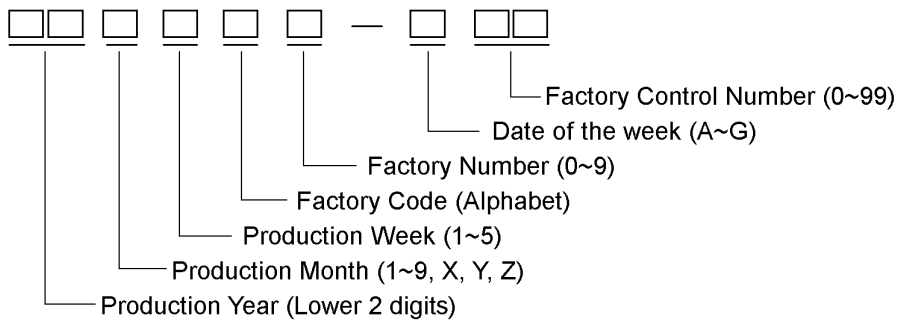 Factory Control Number (0~99)
Date of the week (A~G)
Factory Number (0~9)
Factory Code (Alphabet)
Production Week (1~5)
Production Month (1~9, X, Y, Z)
Production Year (Lower 2 digits)